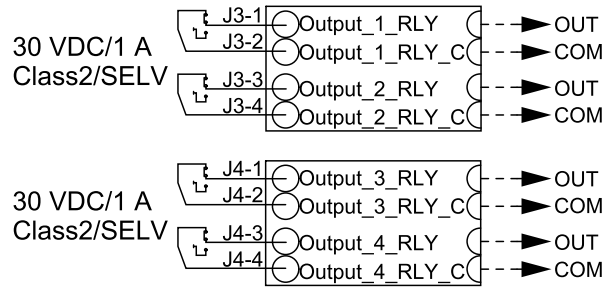 J3-1 Output_1_RLY OUT
J3-2 Output_1_RLY_C COM
30 VDC/1 A
Class2/SELV
J3-3 Output_2_RLY OUT
J3-4 Output_2_RLY_C COM
J4-1 Output_3_RLY OUT
J4-2 Output_3_RLY_C COM
30 VDC/1 A
Class2/SELV
J4-3 Output_4_RLY OUT
J4-4 Output_4_RLY_C COM